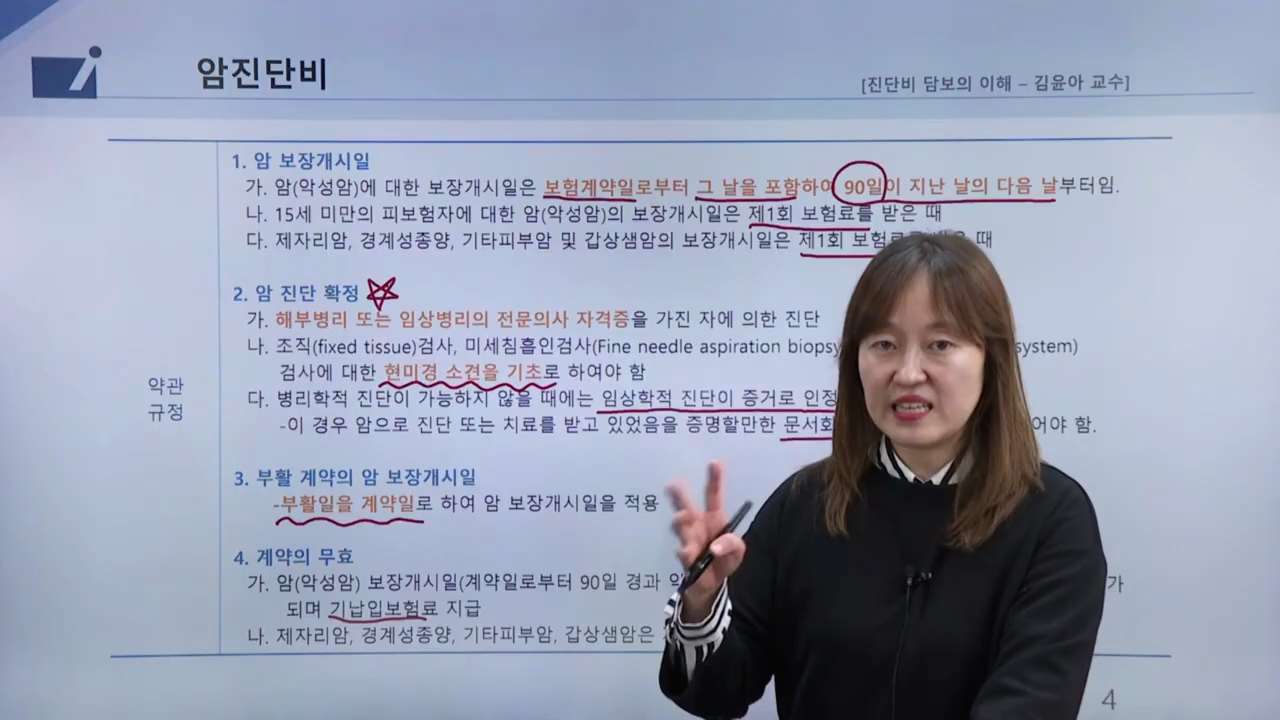 암진단비
[진단비 담보의 이해 – 김윤아 교수]
약관
규정
1. 암 보장개시일
가. 암(악성암)에 대한 보장개시일은 보험계약일로부터 그 날을 포함하여 90일이 지난 날의 다음 날부터임.
나. 15세 미만의 피보험자에 대한 암(악성암)의 보장개시일은 제1회 보험료를 받은 때
다. 제자리암, 경계성종양, 기타피부암 및 갑상샘암의 보장개시일은 제1회 때
2. 암 진단 확정
가. 해부병리 또는 임상병리의 전문의사 자격증을 가진 자에 의한 진단
나. 조직(fixed tissue)검사, 미세침흡인검사(Fine needle aspiration system)
검사에 대한 현미경 소견을 기초로 하여야 함
다. 병리학적 진단이 가능하지 않을 때에는 임상학적 진단이 증거로
-이 경우 암으로 진단 또는 치료를 받고 있었음을 증명할만한 함.
3. 부활 계약의 암 보장개시일
-부활일을 계약일로 하여 암 보장개시일을 적용
4. 계약의 무효
가. 암(악성암) 보장개시일(계약일로부터 90일 경과 가
되며 기납입보험료 지급
나. 제자리암, 경계성종양, 기타피부암, 갑상샘암은
4